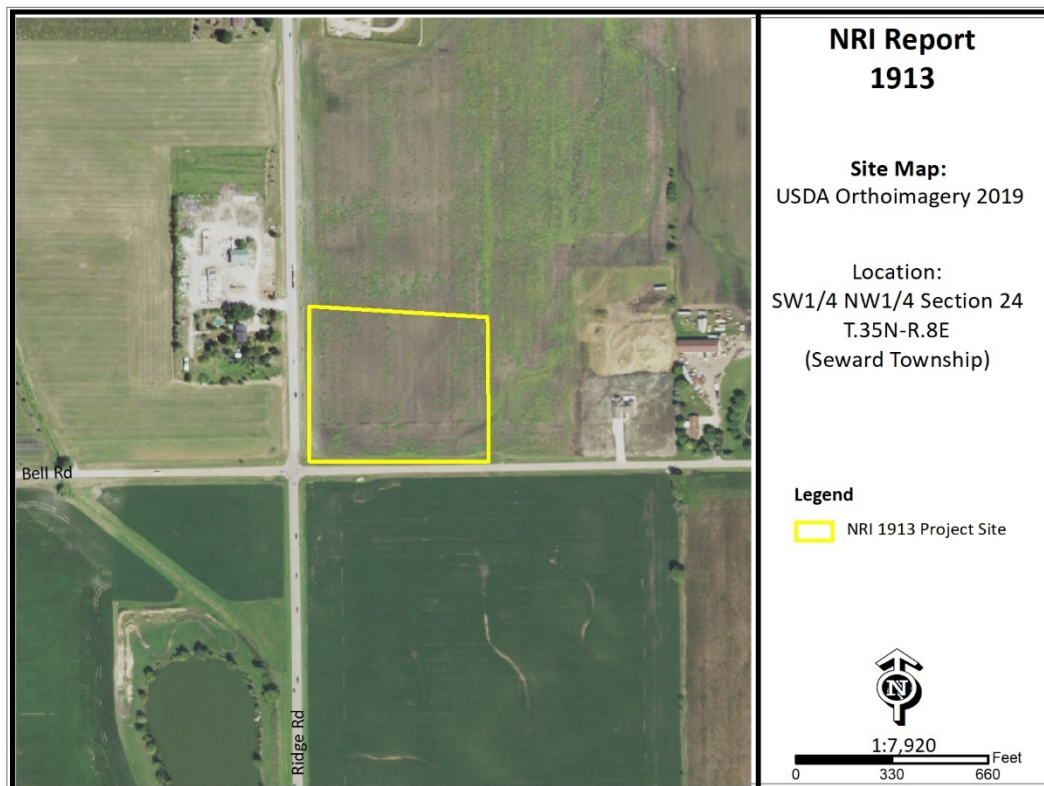 NRI Report
1913
Site Map:
USDA Orthoimagery 2019
Location:
SW1/4 NW1/4 Section 24
T.35N-R.8E
(Seward Township)
Bell Rd
Ridge Rd
Legend
NRI 1913 Project Site
N
1:7,920
Feet
0 330 660